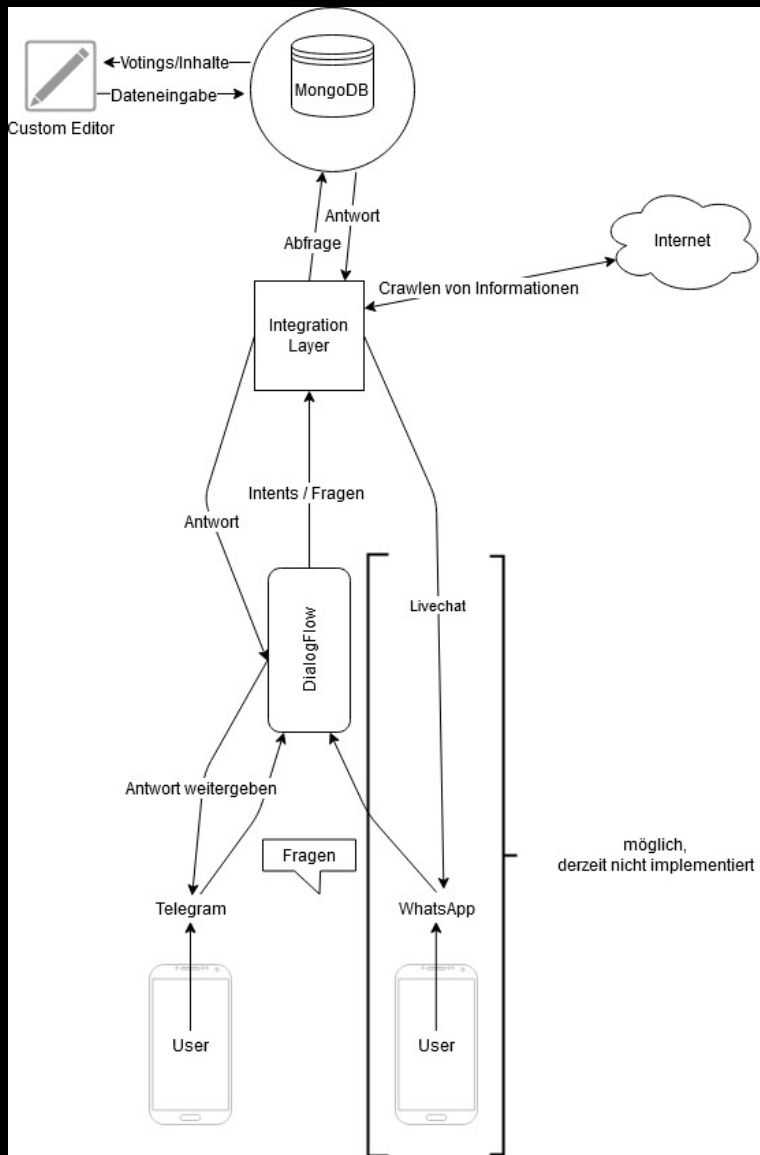 Votings/Inhalte
MongoDB
Dateneingabe
Custom Editor
Antwort
Abfrage
Internet
Crawlen von Informationen
Integration
Layer
Intents / Fragen
Antwort
Livechat
DialogFlow
Antwort weitergeben
Fragen
möglich,
derzeit nicht implementiert
Telegram
WhatsApp
User
User